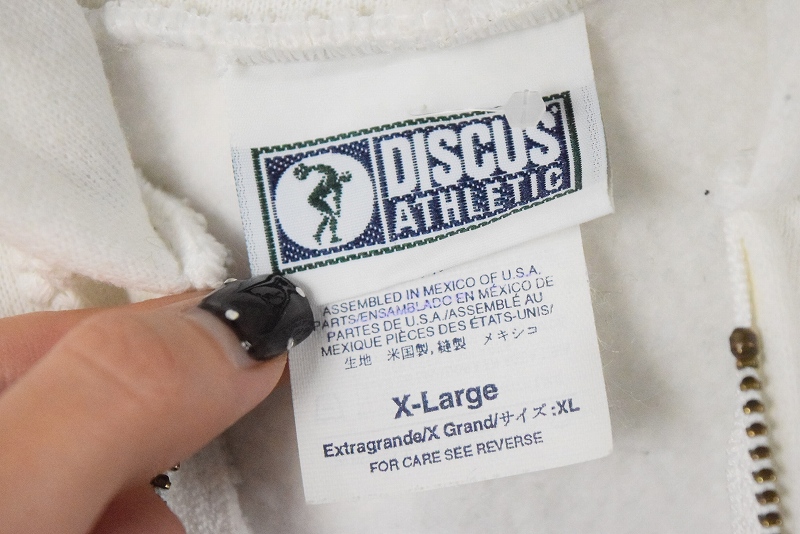 DISCUS
ATHLETIC
ASSEMBLED IN MEXICO OF U.S.A.
PARTS/ENSAMBLADO EN MÉXICO DE
PARTES DE U.S.A./ASSEMBLÉ AU
MEXIQUE PIÈCES DES ÉTATS-UNIS/
生地 米国製, 縫製 メキシコ
X-Large
Extragrande/X Grand/サイズ:XL
FOR CARE SEE REVERSE